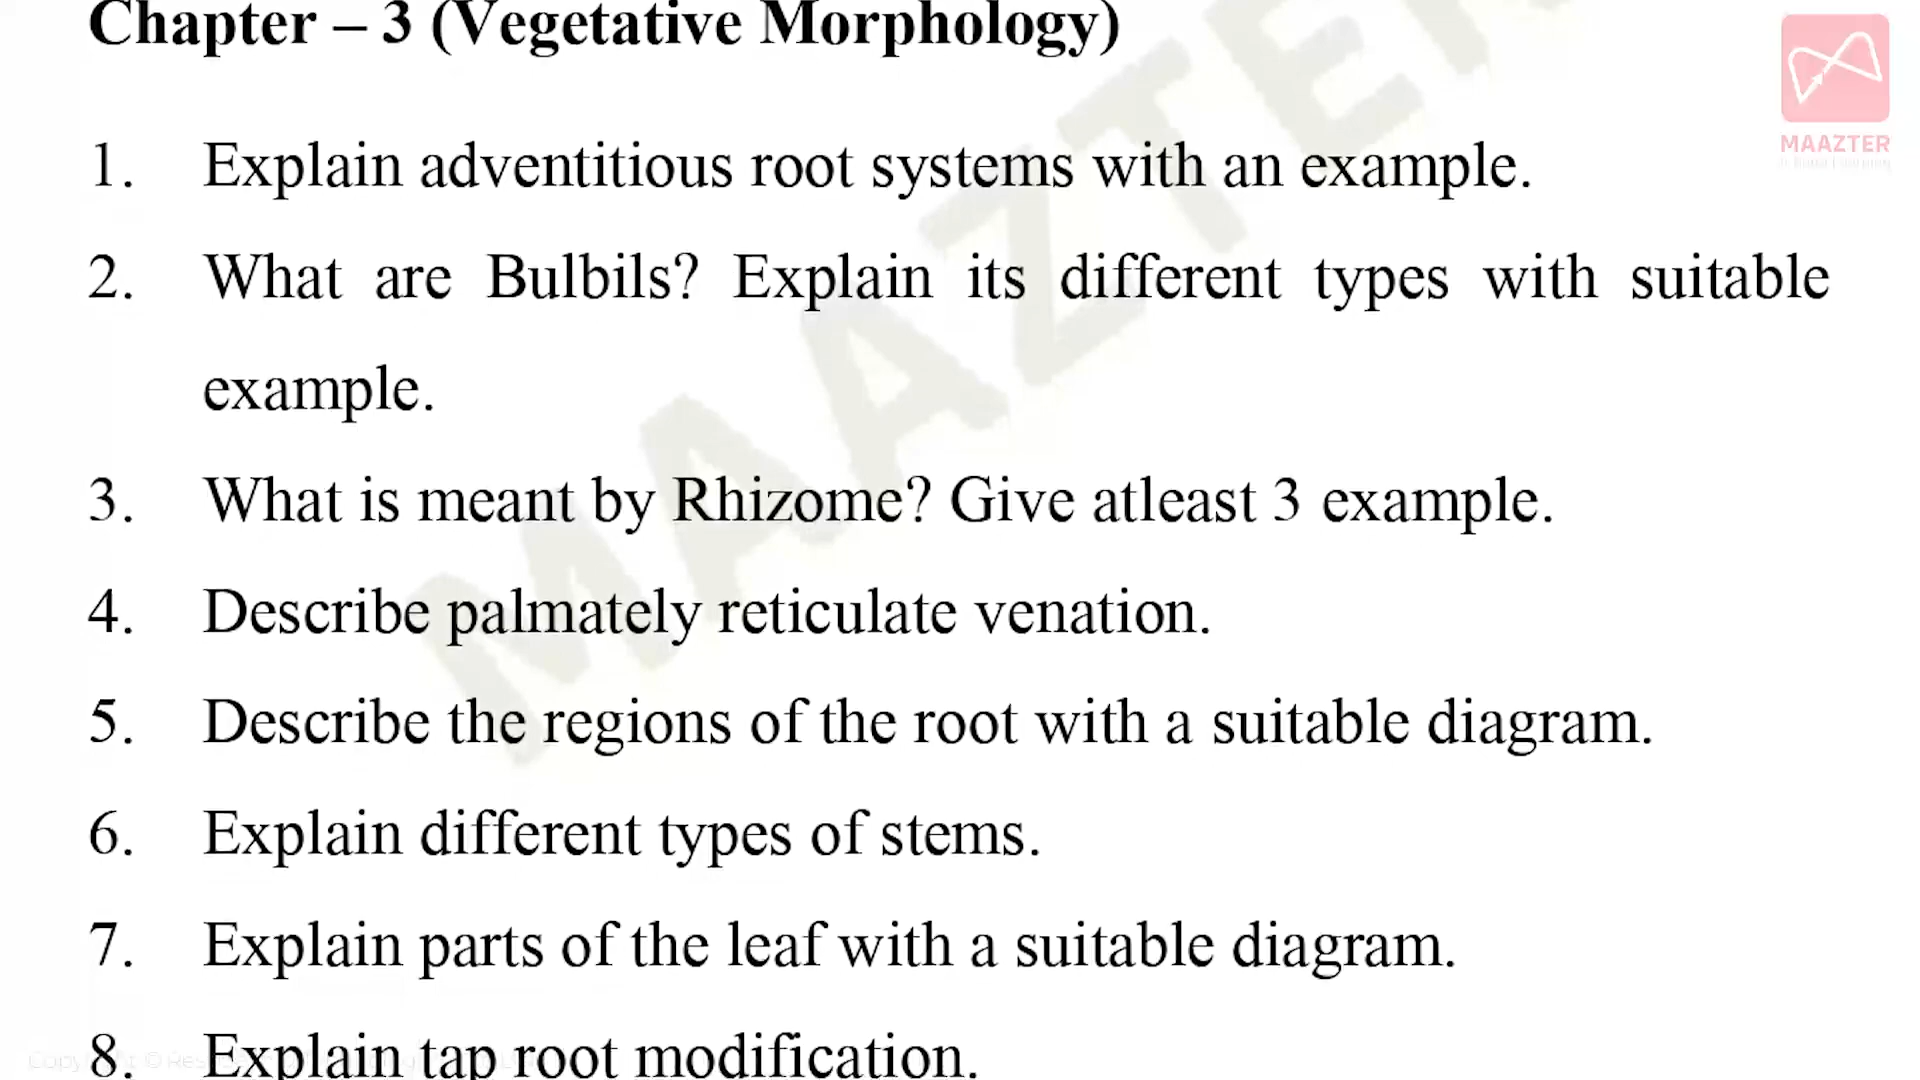 Chapter – 3 (Vegetative Morphology)
MAAZTER
1. Explain adventitious root systems with an example.
2. What are Bulbils? Explain its different types with suitable
example.
3. What is meant by Rhizome? Give atleast 3 example.
4. Describe palmately reticulate venation.
5. Describe the regions of the root with a suitable diagram.
6. Explain different types of stems.
7. Explain parts of the leaf with a suitable diagram.
8. Explain tap root modification.
MAAZTER